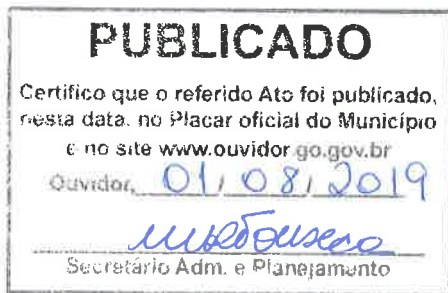 PUBLICADO
Certifico que o referido Ato foi publicado,
nesta data, no Placar oficial do Município
e no site www.ouvidor.go.gov.br
Ouvidor, 01/08/2019
Secretário Adm. e Planejamento